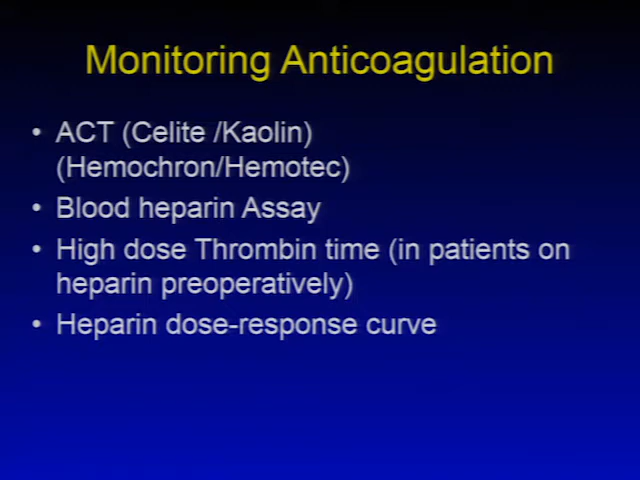 Monitoring Anticoagulation
• ACT (Celite /Kaolin)
(Hemochron/Hemotec)
• Blood heparin Assay
• High dose Thrombin time (in patients on
heparin preoperatively)
• Heparin dose-response curve